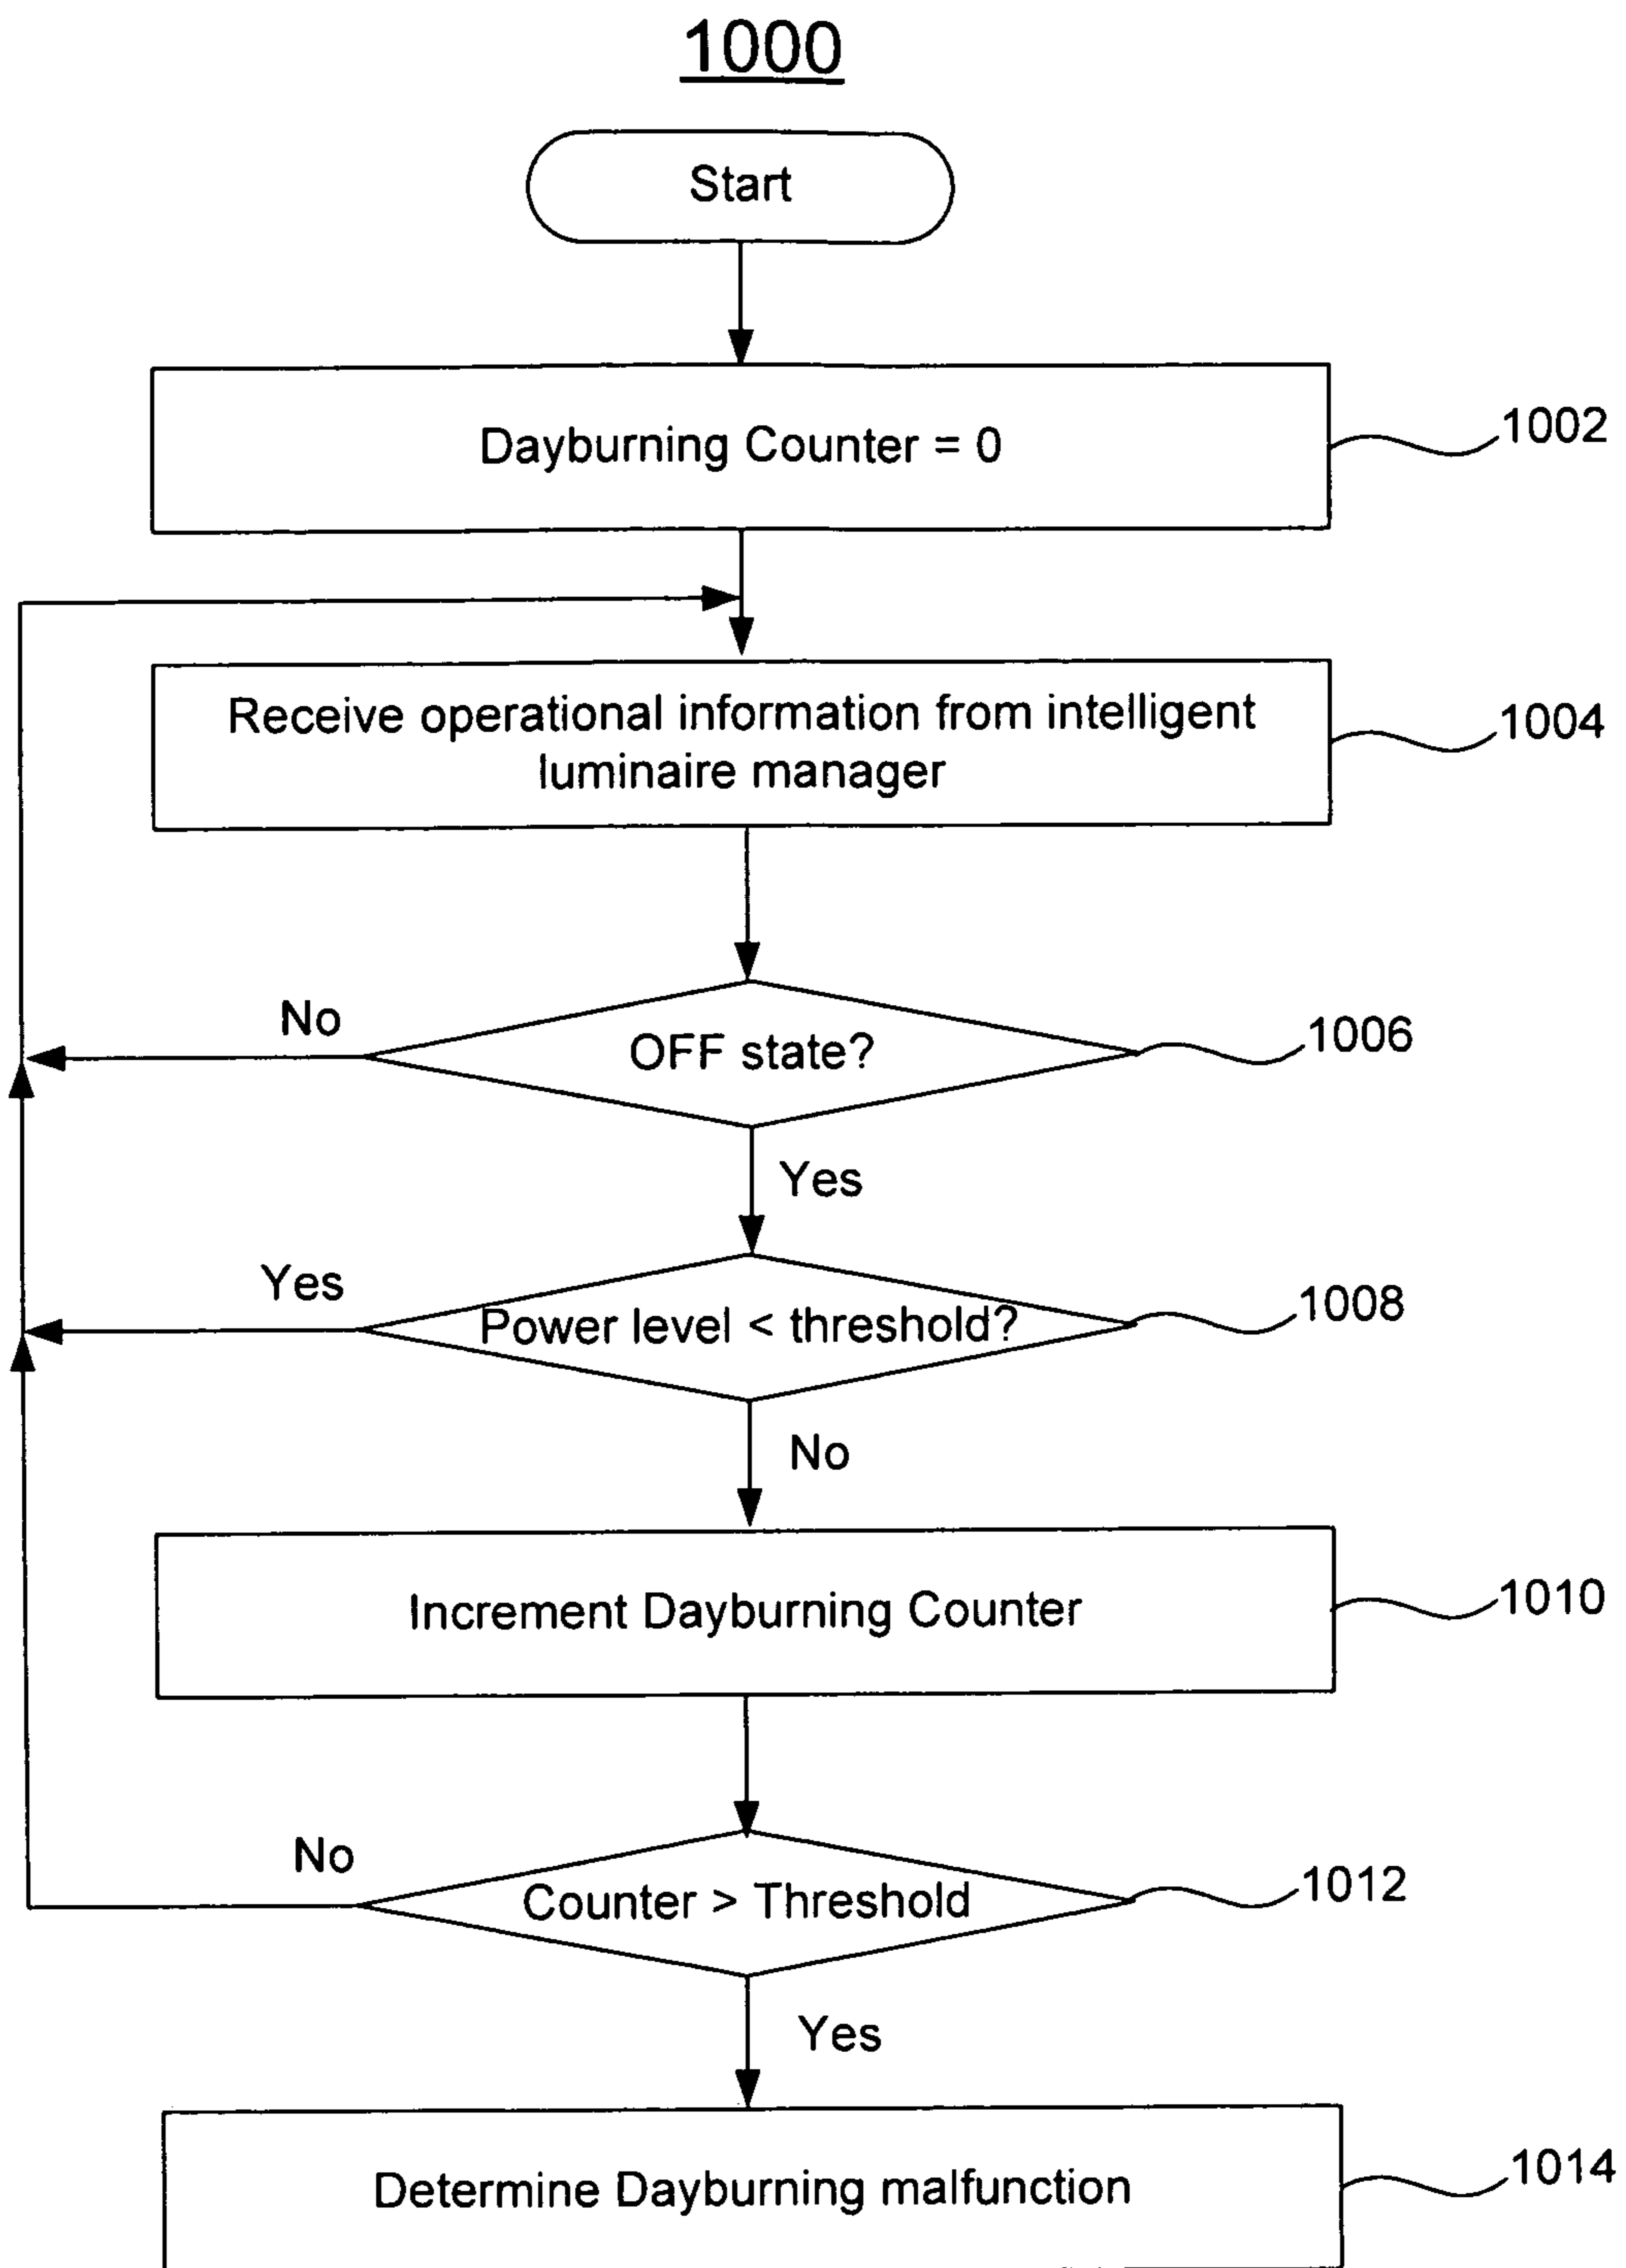 1000
Start
Dayburning Counter = 0
1002
Receive operational information from intelligent
luminaire manager
1004
No
OFF state?
1006
Yes
Yes
Power level < threshold?
1008
No
Increment Dayburning Counter
1010
No
Counter > Threshold
1012
Yes
Determine Dayburning malfunction
1014